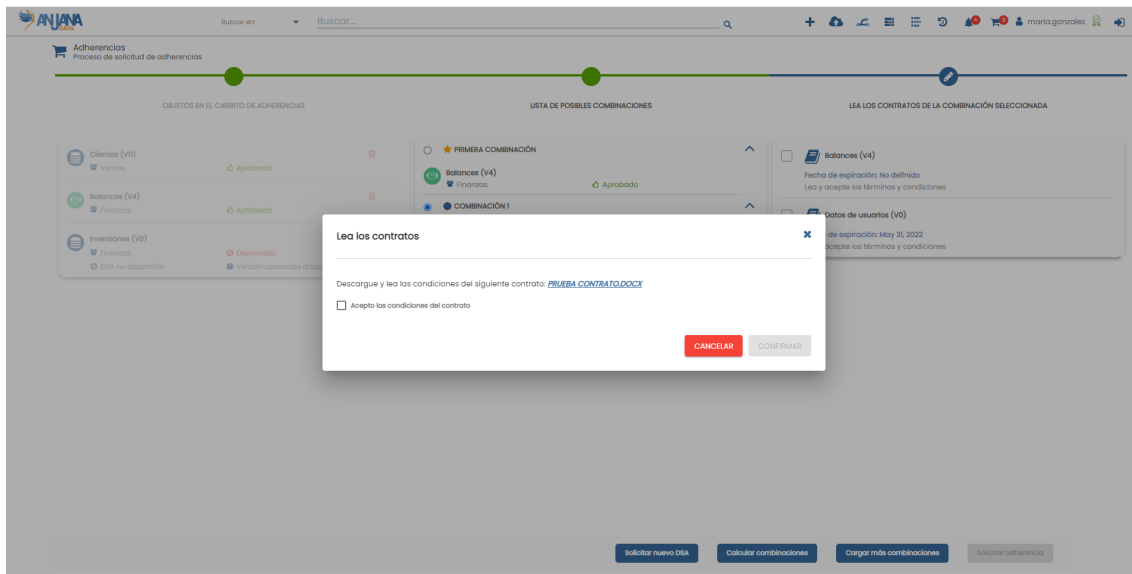 ANJANA
DATA
Buscar en:
Buscar...
3
maria.gonzalez
Adherencias
Proceso de solicitud de adherencias
OBJETOS EN EL CARRITO DE ADHERENCIAS
LISTA DE POSIBLES COMBINACIONES
LEA LOS CONTRATOS DE LA COMBINACIÓN SELECCIONADA
Clientes (V0)
Ventas
Aprobado
Balances (V4)
Finanzas
Aprobado
Inversiones (V0)
Finanzas
Deprecado
DSA no disponible
Versión aprobada dispo
PRIMERA COMBINACIÓN
Balances (V4)
Finanzas
Aprobado
COMBINACIÓN 1
Balances (V4)
Fecha de expiración: No definido
Lea y acepte los términos y condiciones
Datos de usuarios (V0)
de expiración: May 31, 2022
acepte los términos y condiciones
Lea los contratos
Descargue y lea las condiciones del siguiente contrato: PRUEBA CONTRATO.DOCX
Acepto las condiciones del contrato
CANCELAR
CONFIRMAR
Solicitar nuevo DSA
Calcular combinaciones
Cargar más combinaciones
Solicitar adherencia